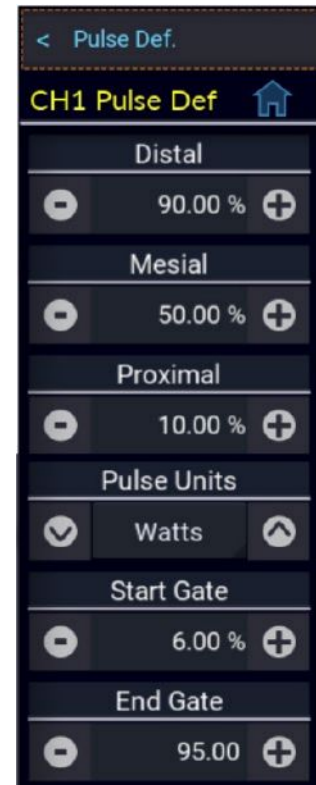 < Pulse Def.
CH1 Pulse Def
Distal
90.00 %
Mesial
50.00 %
Proximal
10.00 %
Pulse Units
Watts
Start Gate
6.00 %
End Gate
95.00